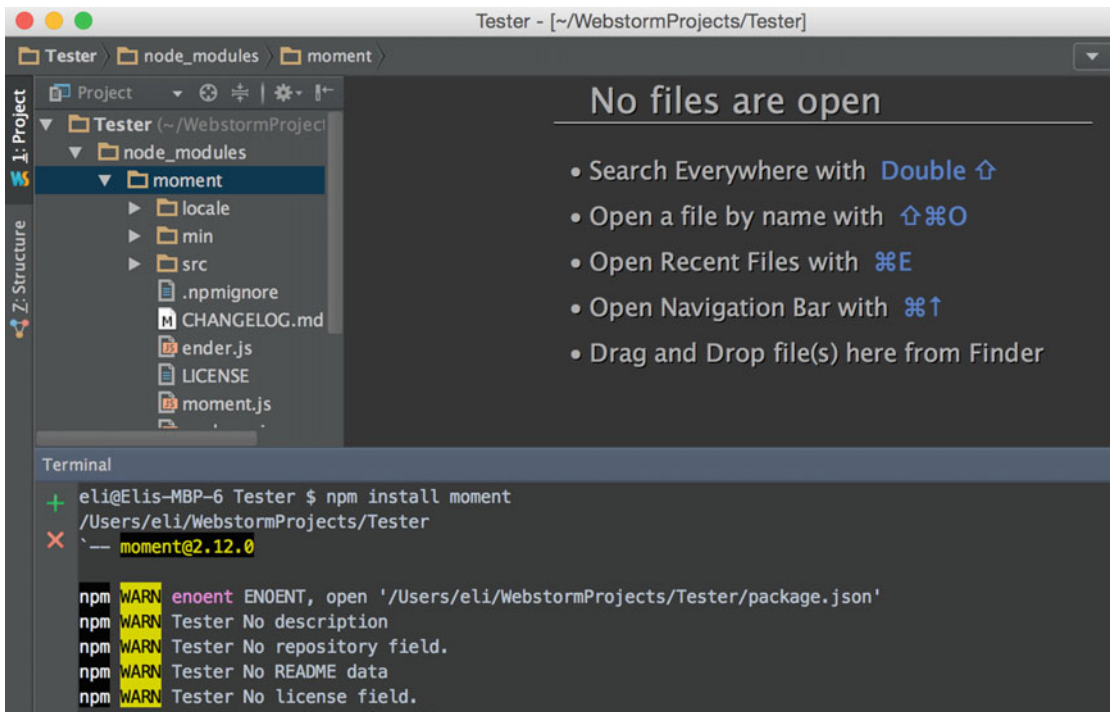 Tester - [~/WebstormProjects/Tester]
Tester node_modules moment
1: Project
Z: Structure
Project
Tester (~/WebstormProject
node_modules
moment
locale
min
src
.npmignore
CHANGELOG.md
ender.js
LICENSE
moment.js
No files are open
• Search Everywhere with Double ⇧
• Open a file by name with ⇧⌘O
• Open Recent Files with ⌘E
• Open Navigation Bar with ⌘↑
• Drag and Drop file(s) here from Finder
Terminal
eli@Elis-MBP-6 Tester $ npm install moment
/Users/eli/WebstormProjects/Tester
`-- moment@2.12.0
npm WARN enoent ENOENT, open '/Users/eli/WebstormProjects/Tester/package.json'
npm WARN Tester No description
npm WARN Tester No repository field.
npm WARN Tester No README data
npm WARN Tester No license field.